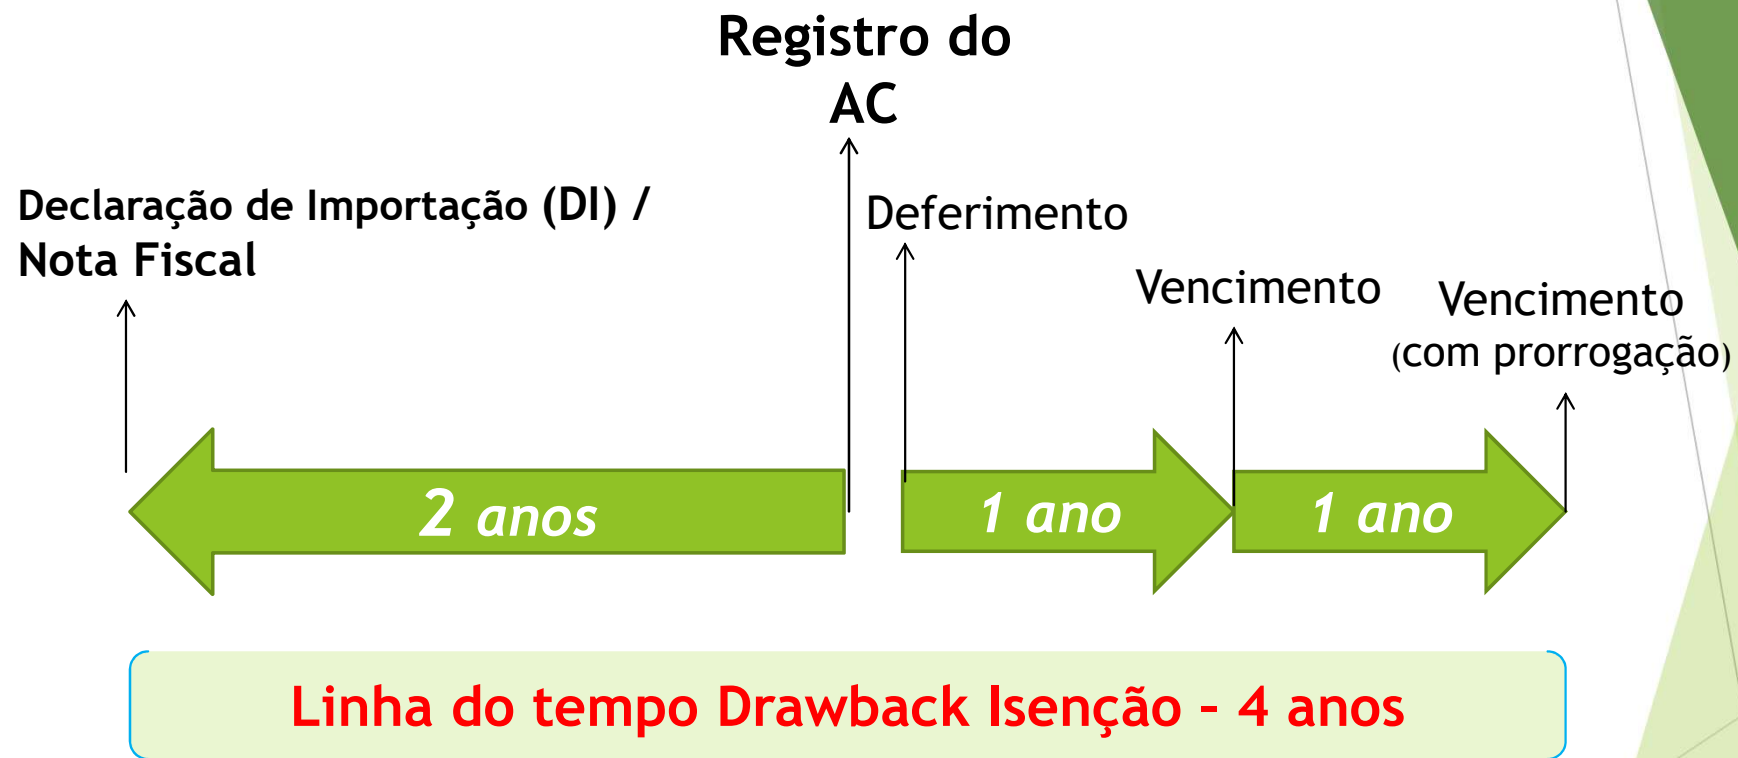 Registro do
AC
Declaração de Importação (DI) /
Nota Fiscal
Deferimento
Vencimento
Vencimento
(com prorrogação)
2 anos
1 ano
1 ano
Linha do tempo Drawback Isenção – 4 anos